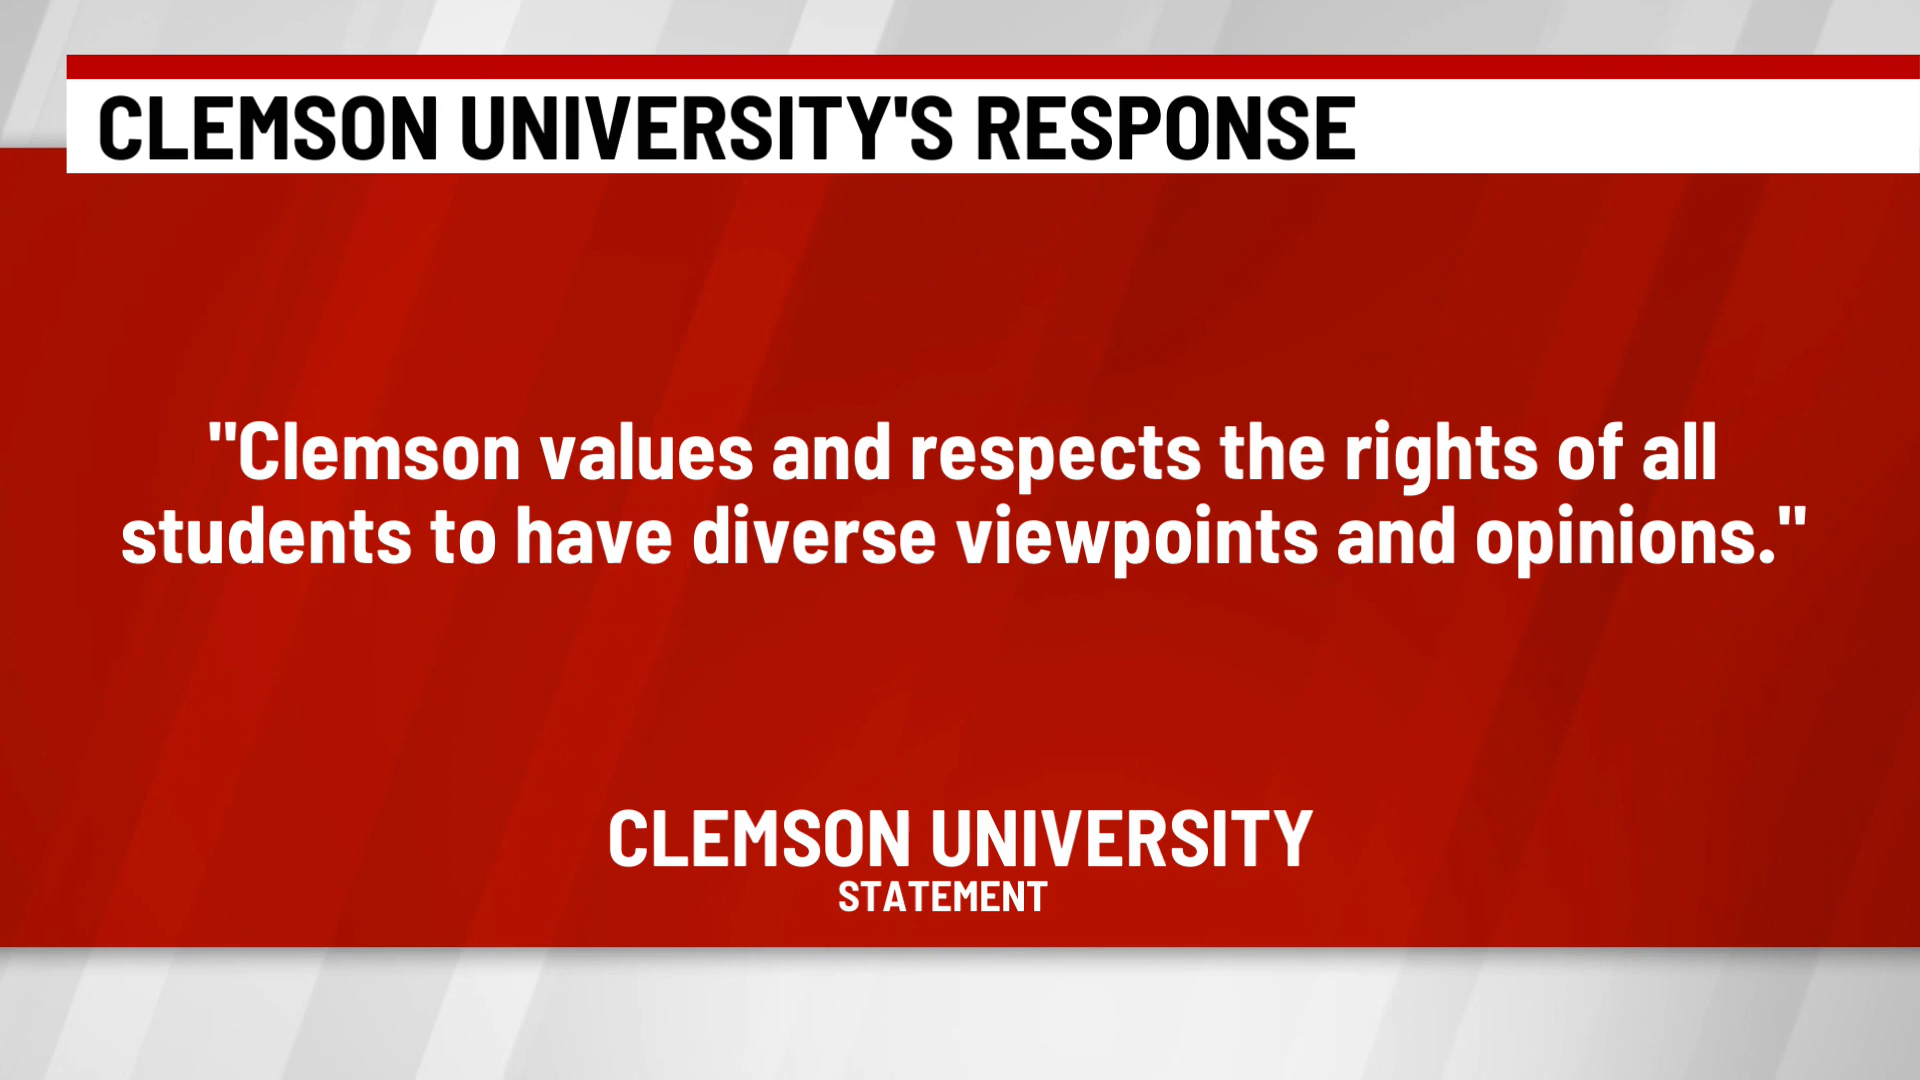 CLEMSON UNIVERSITY'S RESPONSE
"Clemson values and respects the rights of all
students to have diverse viewpoints and opinions."
CLEMSON UNIVERSITY
STATEMENT